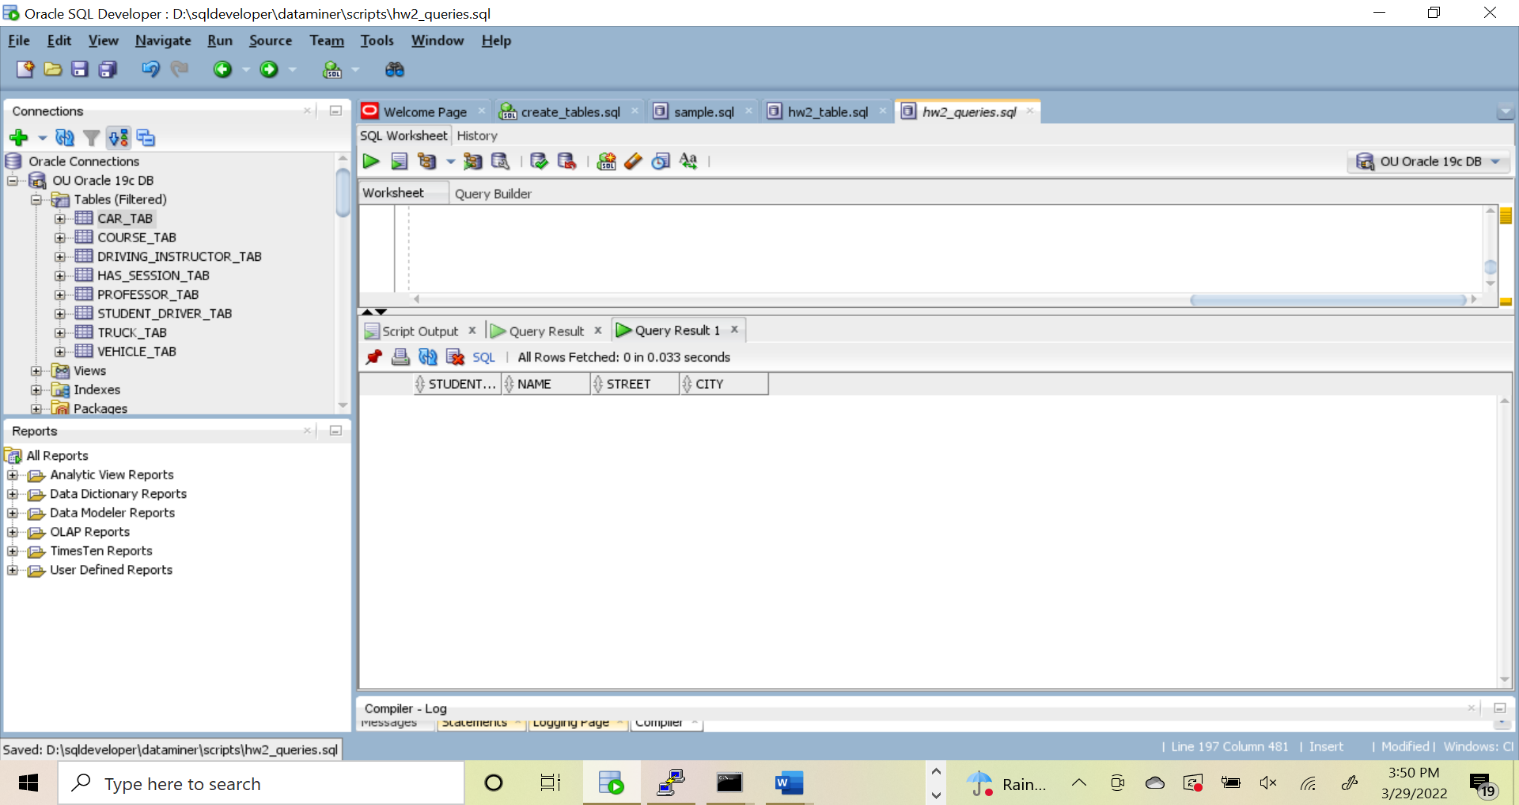 Oracle SQL Developer : D:\sqldeveloper\dataminer\scripts\hw2_queries.sql
File Edit View Navigate Run Source Team Tools Window Help
Connections
Oracle Connections
OU Oracle 19c DB
Tables (Filtered)
CAR_TAB
COURSE_TAB
DRIVING_INSTRUCTOR_TAB
HAS_SESSION_TAB
PROFESSOR_TAB
STUDENT_DRIVER_TAB
TRUCK_TAB
VEHICLE_TAB
Views
Indexes
Packages
Reports
All Reports
Analytic View Reports
Data Dictionary Reports
Data Modeler Reports
OLAP Reports
TimesTen Reports
User Defined Reports
Welcome Page create_tables.sql sample.sql hw2_table.sql hw2_queries.sql
SQL Worksheet History
OU Oracle 19c DB
Worksheet Query Builder
Script Output Query Result Query Result 1
SQL | All Rows Fetched: 0 in 0.033 seconds
STUDENT... NAME STREET CITY
Compiler - Log
Messages Statements Logging Page Compiler
Saved: D:\sqldeveloper\dataminer\scripts\hw2_queries.sql
| Line 197 Column 481 | Insert | Modified | Windows: Cl
Type here to search
Rain...
3:50 PM
3/29/2022
19